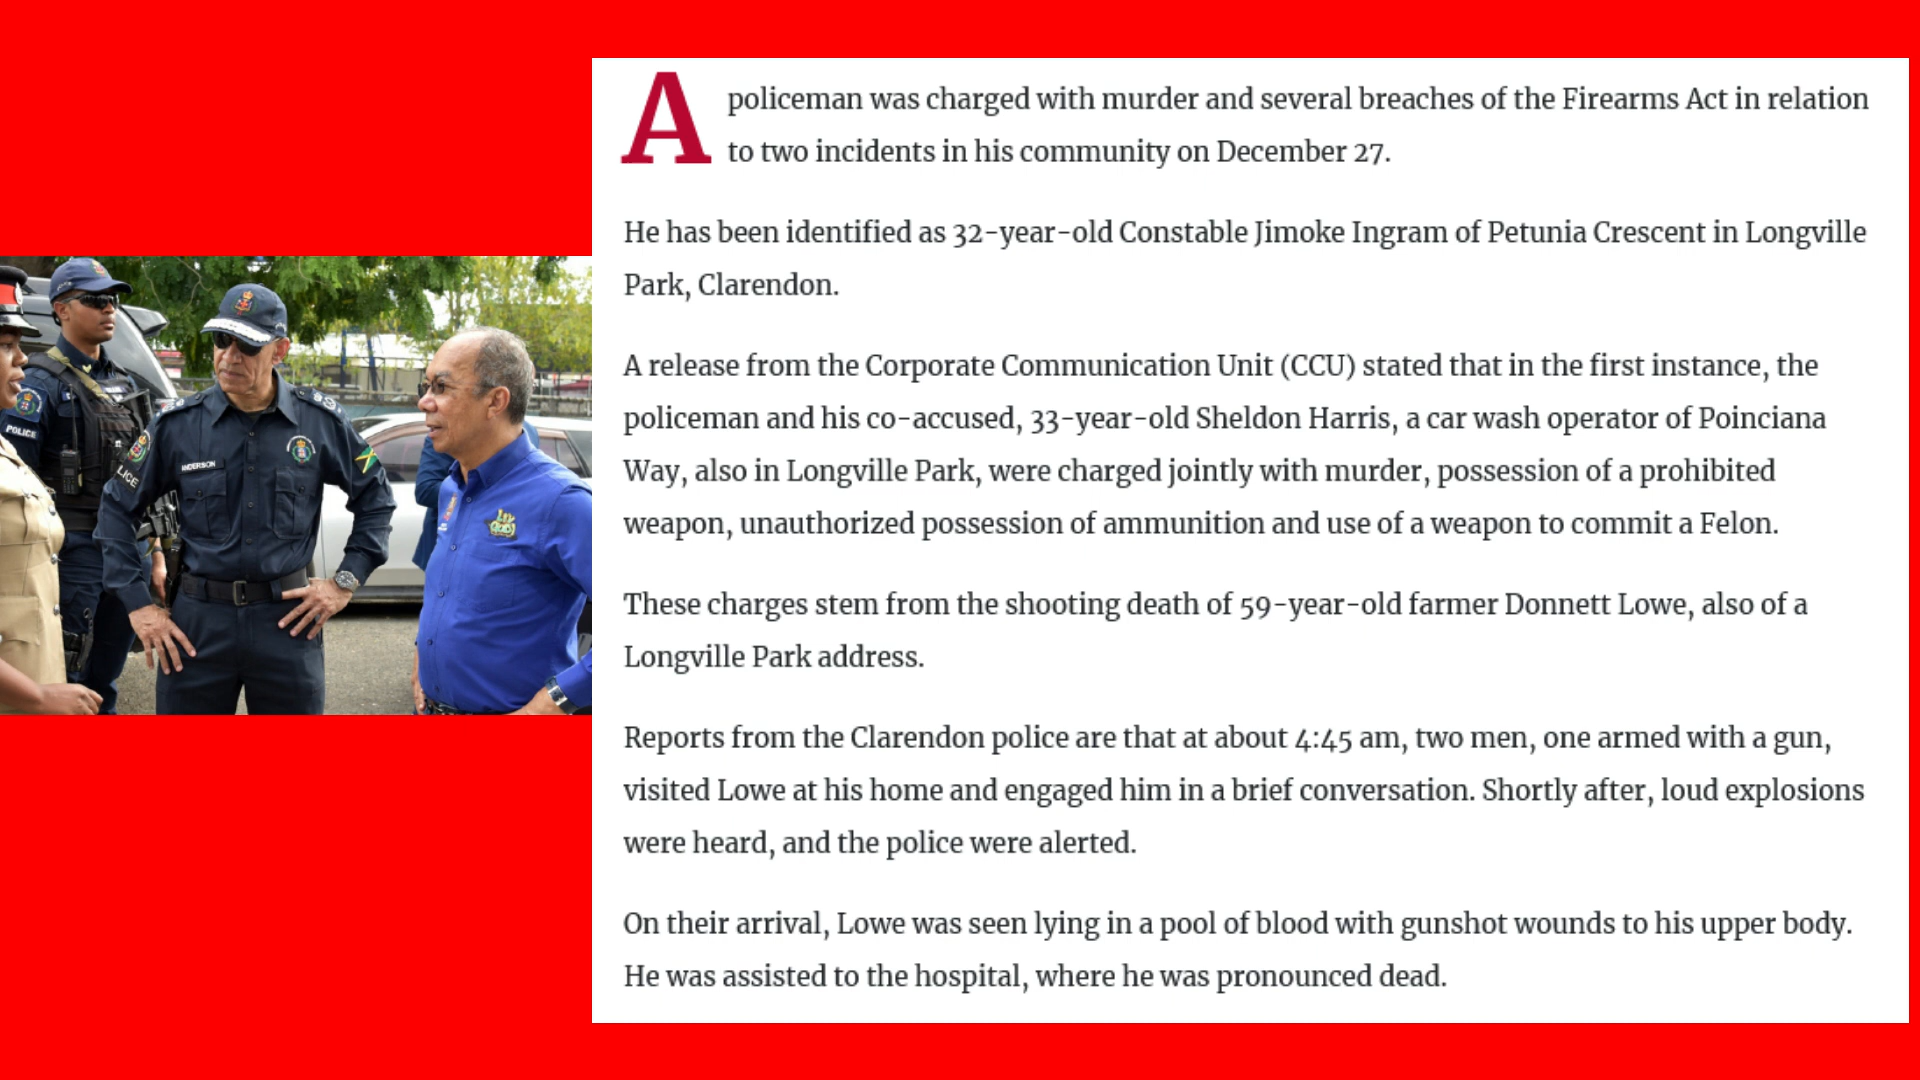 POLICE
ANDERSON
LICE
A policeman was charged with murder and several breaches of the Firearms Act in relation
to two incidents in his community on December 27.
He has been identified as 32-year-old Constable Jimoke Ingram of Petunia Crescent in Longville
Park, Clarendon.
A release from the Corporate Communication Unit (CCU) stated that in the first instance, the
policeman and his co-accused, 33-year-old Sheldon Harris, a car wash operator of Poinciana
Way, also in Longville Park, were charged jointly with murder, possession of a prohibited
weapon, unauthorized possession of ammunition and use of a weapon to commit a Felon.
These charges stem from the shooting death of 59-year-old farmer Donnett Lowe, also of a
Longville Park address.
Reports from the Clarendon police are that at about 4:45 am, two men, one armed with a gun,
visited Lowe at his home and engaged him in a brief conversation. Shortly after, loud explosions
were heard, and the police were alerted.
On their arrival, Lowe was seen lying in a pool of blood with gunshot wounds to his upper body.
He was assisted to the hospital, where he was pronounced dead.